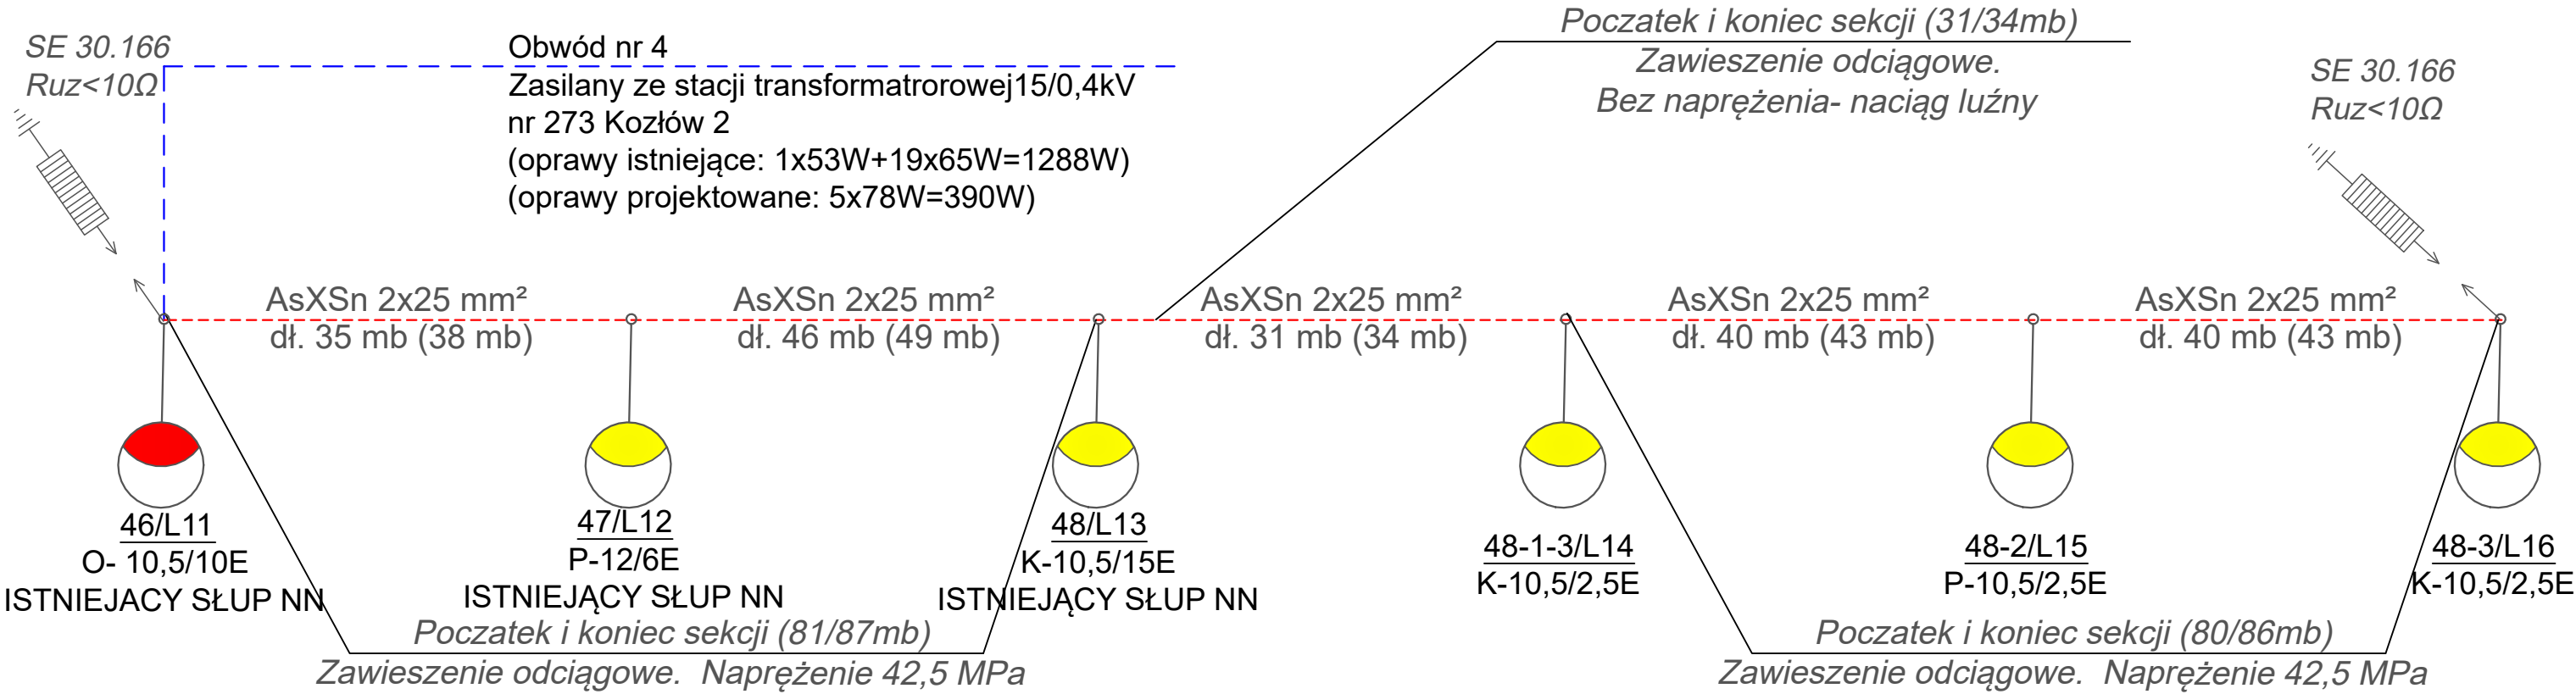 SE 30.166
Ruz<10Ω
Obwód nr 4
Zasilany ze stacji transformatrorowej15/0,4kV
nr 273 Kozłów 2
(oprawy istniejące: 1x53W+19x65W=1288W)
(oprawy projektowane: 5x78W=390W)
Poczatek i koniec sekcji (31/34mb)
Zawieszenie odciągowe.
Bez naprężenia- naciąg luźny
SE 30.166
Ruz<10Ω
AsXSn 2x25 mm²
dł. 35 mb (38 mb)
AsXSn 2x25 mm²
dł. 46 mb (49 mb)
AsXSn 2x25 mm²
dł. 31 mb (34 mb)
AsXSn 2x25 mm²
dł. 40 mb (43 mb)
AsXSn 2x25 mm²
dł. 40 mb (43 mb)
46/L11
O- 10,5/10E
ISTNIEJACY SŁUP NN
47/L12
P-12/6E
ISTNIEJĄCY SŁUP NN
48/L13
K-10,5/15E
ISTNIEJĄCY SŁUP NN
48-1-3/L14
K-10,5/2,5E
48-2/L15
P-10,5/2,5E
48-3/L16
K-10,5/2,5E
Poczatek i koniec sekcji (81/87mb)
Zawieszenie odciągowe. Naprężenie 42,5 MPa
Poczatek i koniec sekcji (80/86mb)
Zawieszenie odciągowe. Naprężenie 42,5 MPa